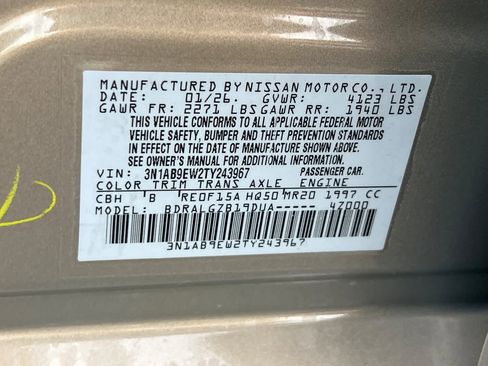 MANUFACTURED BY NISSAN MOTOR CO., LTD.
DATE: 01/26. GVWR: 4123 LBS
GAWR FR: 2271 LBS GAWR RR: 1940 LBS
THIS VEHICLE CONFORMS TO ALL APPLICABLE FEDERAL MOTOR
VEHICLE SAFETY, BUMPER AND THEFT PREVENTION STANDARDS
IN EFFECT ON THE DATE OF MANUFACTURE SHOWN ABOVE.
SEE OWNER'S MANUAL FOR ADDITIONAL INFORMATION.
VIN: 3N1AB9EW2TY243967 PASSENGER CAR.
COLOR TRIM TRANS AXLE ENGINE
CBH B RE0F15A HQ50 MR20 1997 CC
BDRALGZB19DUA----- 47000
3N1AB9EW2TY243967